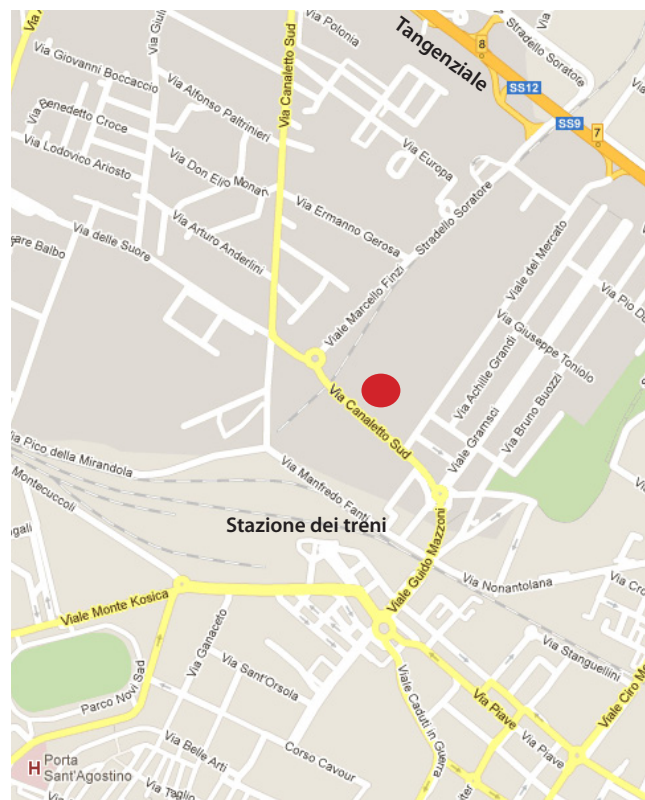 Via Giovanni Boccaccio
Via Benedetto Croce
Via Lodovico Ariosto
Via Alfonso Paltrinieri
Via Don Elio Monari
Via Arturo Anderlini
Via delle Suore
Via Canaletto Sud
Via Polonia
Via Europa
Via Ermanno Gerosa
Tangenziale
8
Stradello Soratore
SS12
SS9
7
Stradello Soratore
Viale Marcello Finzi
Viale del Mercato
Via Giuseppe Toniolo
Via Achille Grandi
Viale Gramsci
Via Bruno Buozzi
Via Canaletto Sud
Via Pico della Mirandola
Montecuccoli
Via Manfredo Fanti
Stazione dei treni
Viale Guido Mazzoni
Via Nonantolana
Via Stanguellini
Viale Monte Kosica
Via Ganaceto
Via Sant'Orsola
Parco Novi Sad
Corso Cavour
Via Belle Arti
Viale Caduti in Guerra
Via Piave
Via Piave
H
Porta
Sant'Agostino